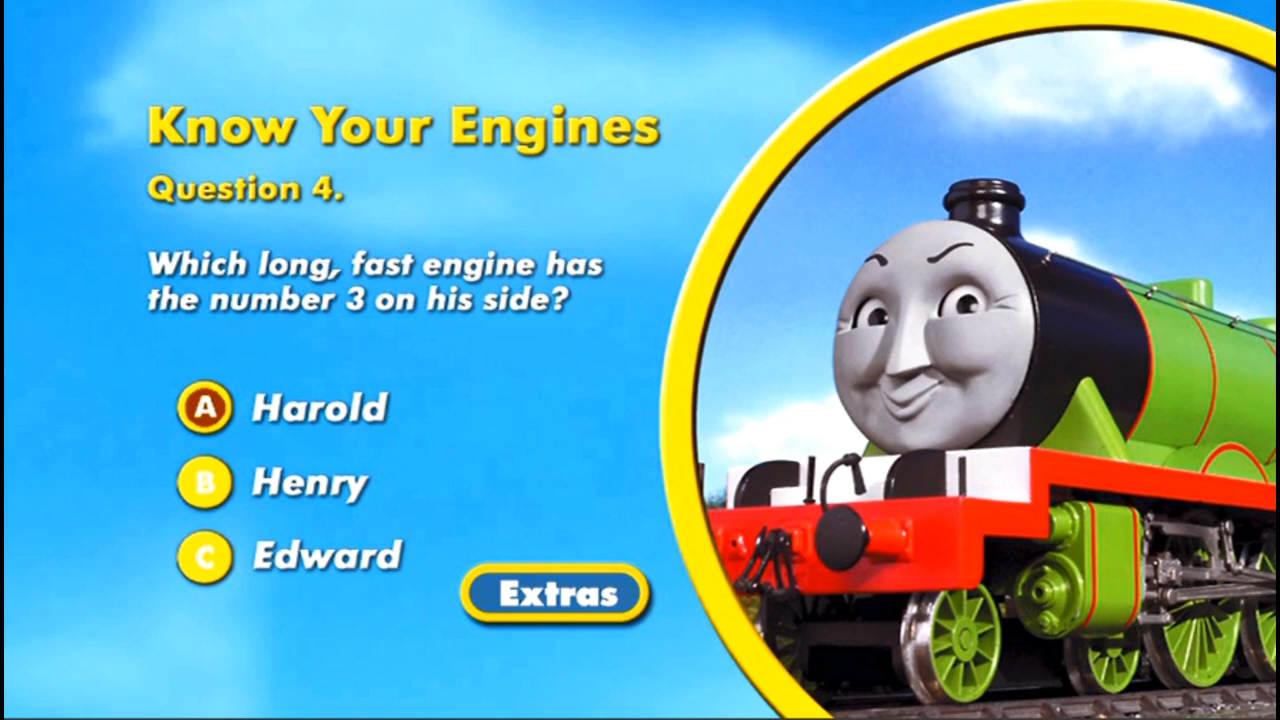 Know Your Engines
Question 4.
Which long, fast engine has
the number 3 on his side?
A Harold
B Henry
C Edward
Extras